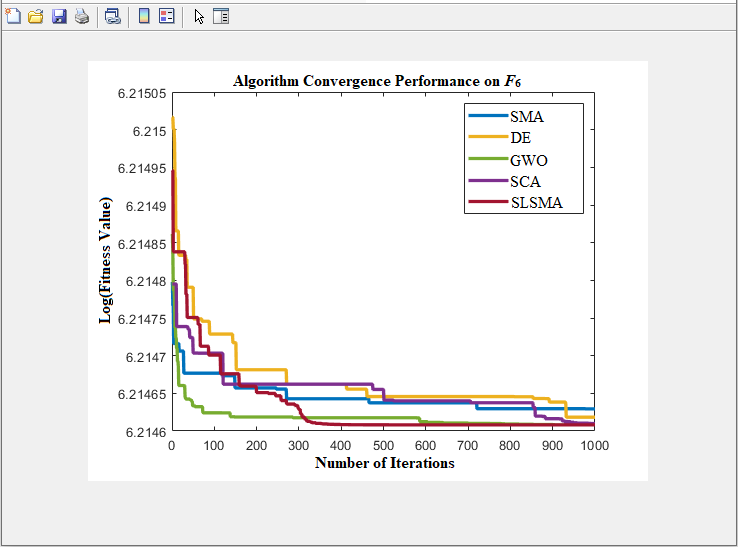 Algorithm Convergence Performance on F6
6.21505
6.215
6.21495
6.2149
6.21485
6.2148
6.21475
6.2147
6.21465
6.2146
Log(Fitness Value)
SMA
DE
GWO
SCA
SLSMA
0 100 200 300 400 500 600 700 800 900 1000
Number of Iterations